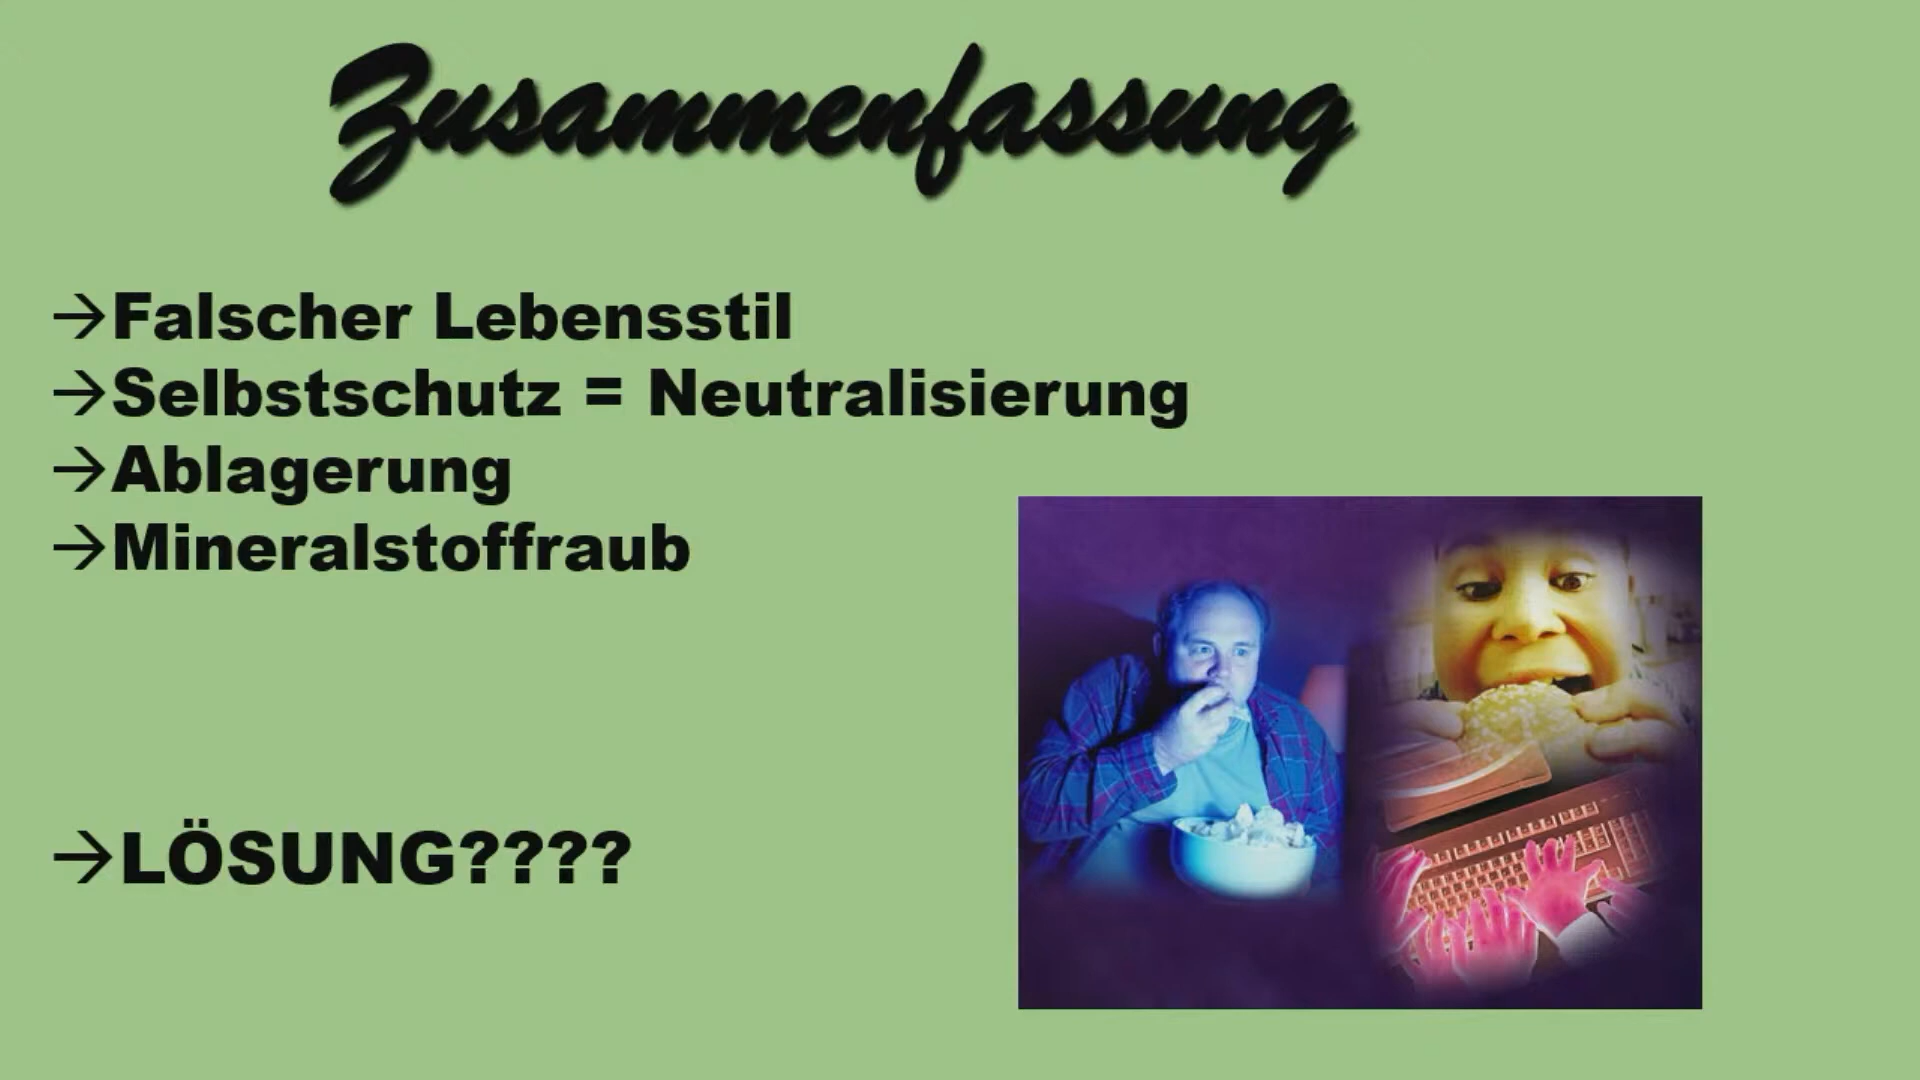 Zusammenfassung
→Falscher Lebensstil
→Selbstschutz = Neutralisierung
→Ablagerung
→Mineralstoffraub
→LÖSUNG????